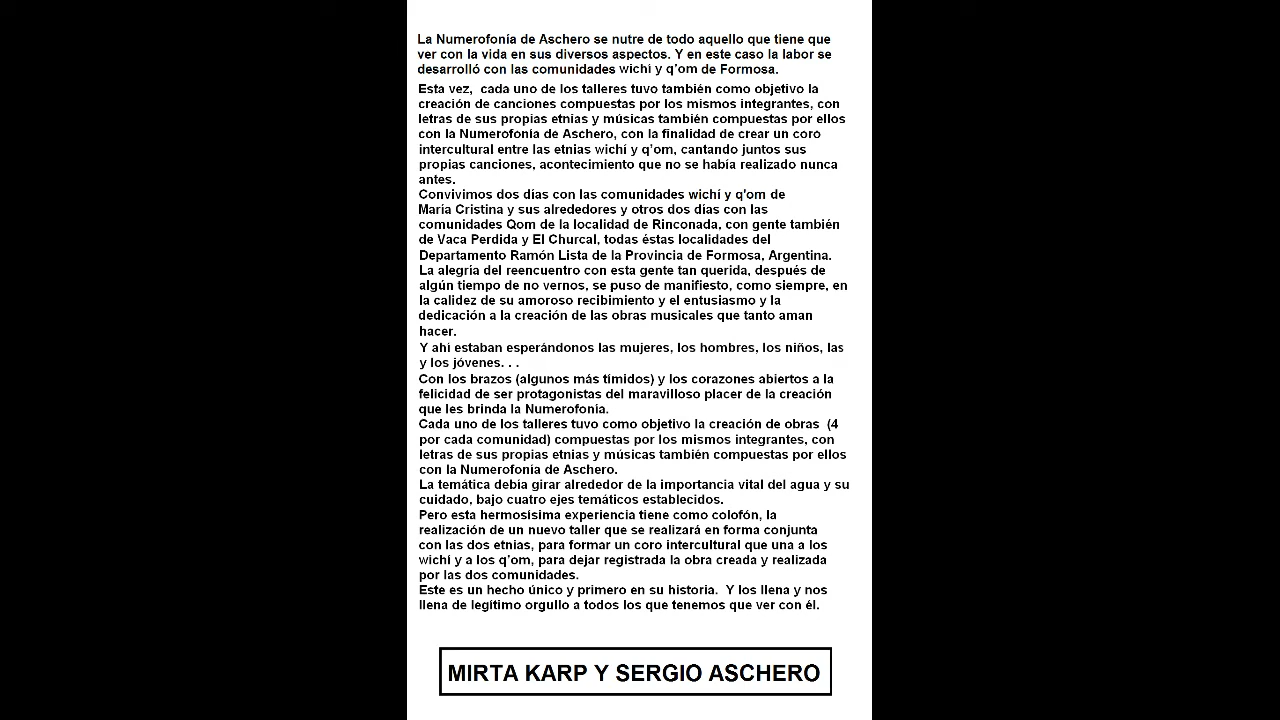 La Numerofonía de Aschero se nutre de todo aquello que tiene que
ver con la vida en sus diversos aspectos. Y en este caso la labor se
desarrolló con las comunidades wichí y q'om de Formosa.
Esta vez, cada uno de los talleres tuvo también como objetivo la
creación de canciones compuestas por los mismos integrantes, con
letras de sus propias etnias y músicas también compuestas por ellos
con la Numerofonía de Aschero, con la finalidad de crear un coro
intercultural entre las etnias wichí y q'om, cantando juntos sus
propias canciones, acontecimiento que no se había realizado nunca
antes.
Convivimos dos días con las comunidades wichí y q'om de
María Cristina y sus alrededores y otros dos días con las
comunidades Qom de la localidad de Rinconada, con gente también
de Vaca Perdida y El Churcal, todas éstas localidades del
Departamento Ramón Lista de la Provincia de Formosa, Argentina.
La alegría del reencuentro con esta gente tan querida, después de
algún tiempo de no vernos, se puso de manifiesto, como siempre, en
la calidez de su amoroso recibimiento y el entusiasmo y la
dedicación a la creación de las obras musicales que tanto aman
hacer.
Y ahí estaban esperándonos las mujeres, los hombres, los niños, las
y los jóvenes. . .
Con los brazos (algunos más tímidos) y los corazones abiertos a la
felicidad de ser protagonistas del maravilloso placer de la creación
que les brinda la Numerofonía.
Cada uno de los talleres tuvo como objetivo la creación de obras (4
por cada comunidad) compuestas por los mismos integrantes, con
letras de sus propias etnias y músicas también compuestas por ellos
con la Numerofonía de Aschero.
La temática debía girar alrededor de la importancia vital del agua y su
cuidado, bajo cuatro ejes temáticos establecidos.
Pero esta hermosísima experiencia tiene como colofón, la
realización de un nuevo taller que se realizará en forma conjunta
con las dos etnias, para formar un coro intercultural que una a los
wichí y a los q'om, para dejar registrada la obra creada y realizada
por las dos comunidades.
Este es un hecho único y primero en su historia. Y los llena y nos
llena de legítimo orgullo a todos los que tenemos que ver con él.
MIRTA KARP Y SERGIO ASCHERO